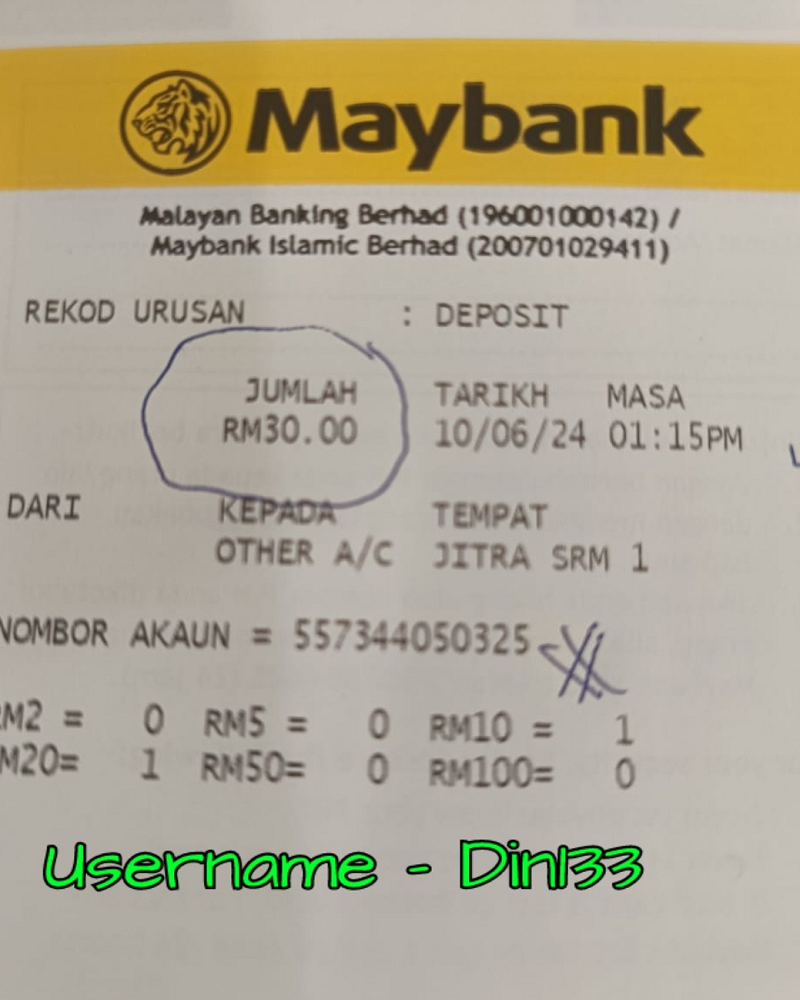 Maybank
Malayan Banking Berhad (196001000142) /
Maybank Islamic Berhad (200701029411)
REKOD URUSAN : DEPOSIT
JUMLAH TARIKH MASA
RM30.00 10/06/24 01:15PM
DARI KEPADA TEMPAT
OTHER A/C JITRA SRM 1
NOMBOR AKAUN = 557344050325
RM2 = 0 RM5 = 0 RM10 = 1
M20= 1 RM50= 0 RM100= 0
Username - Din133